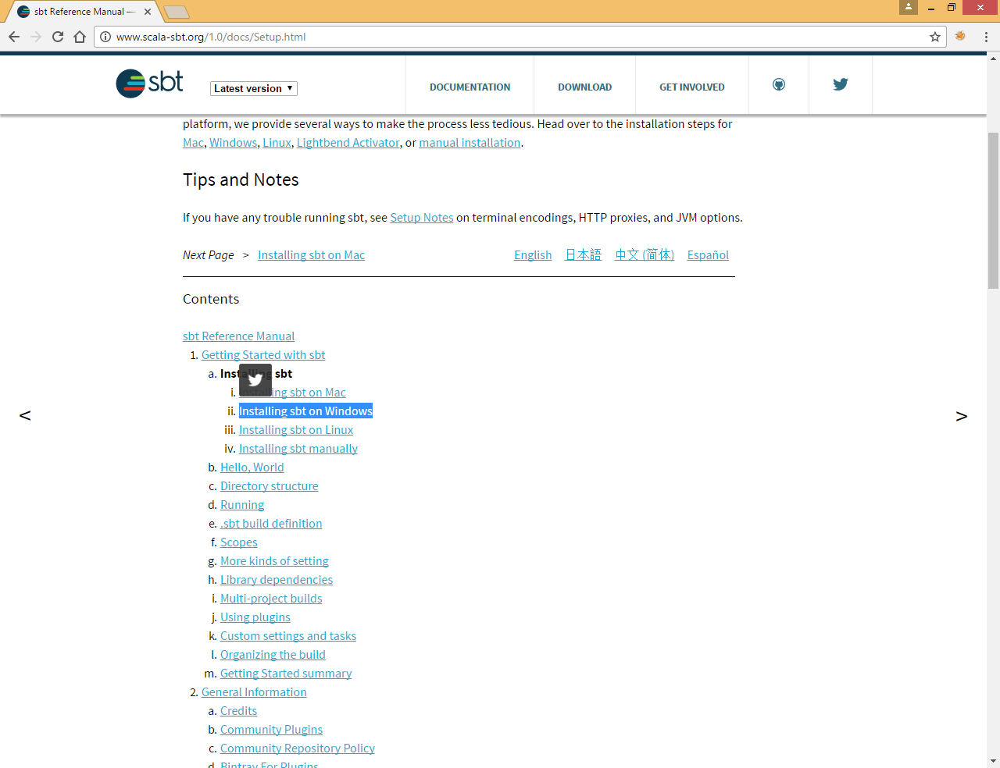 sbt Reference Manual —
www.scala-sbt.org/1.0/docs/Setup.html
sbt
Latest version
DOCUMENTATION
DOWNLOAD
GET INVOLVED
platform, we provide several ways to make the process less tedious. Head over to the installation steps for
Mac, Windows, Linux, Lightbend Activator, or manual installation.
Tips and Notes
If you have any trouble running sbt, see Setup Notes on terminal encodings, HTTP proxies, and JVM options.
Next Page > Installing sbt on Mac English 日本語 中文 (简体) Español
Contents
sbt Reference Manual
1. Getting Started with sbt
a. Installing sbt
i. Installing sbt on Mac
< ii. Installing sbt on Windows >
iii. Installing sbt on Linux
iv. Installing sbt manually
b. Hello, World
c. Directory structure
d. Running
e. .sbt build definition
f. Scopes
g. More kinds of setting
h. Library dependencies
i. Multi-project builds
j. Using plugins
k. Custom settings and tasks
l. Organizing the build
m. Getting Started summary
2. General Information
a. Credits
b. Community Plugins
c. Community Repository Policy
d. Bintray For Plugins